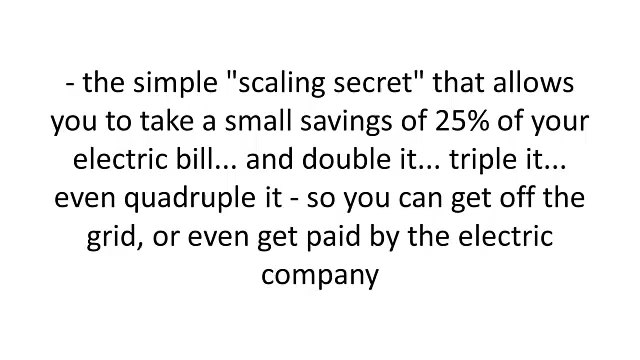 - the simple "scaling secret" that allows
you to take a small savings of 25% of your
electric bill... and double it... triple it...
even quadruple it - so you can get off the
grid, or even get paid by the electric
company